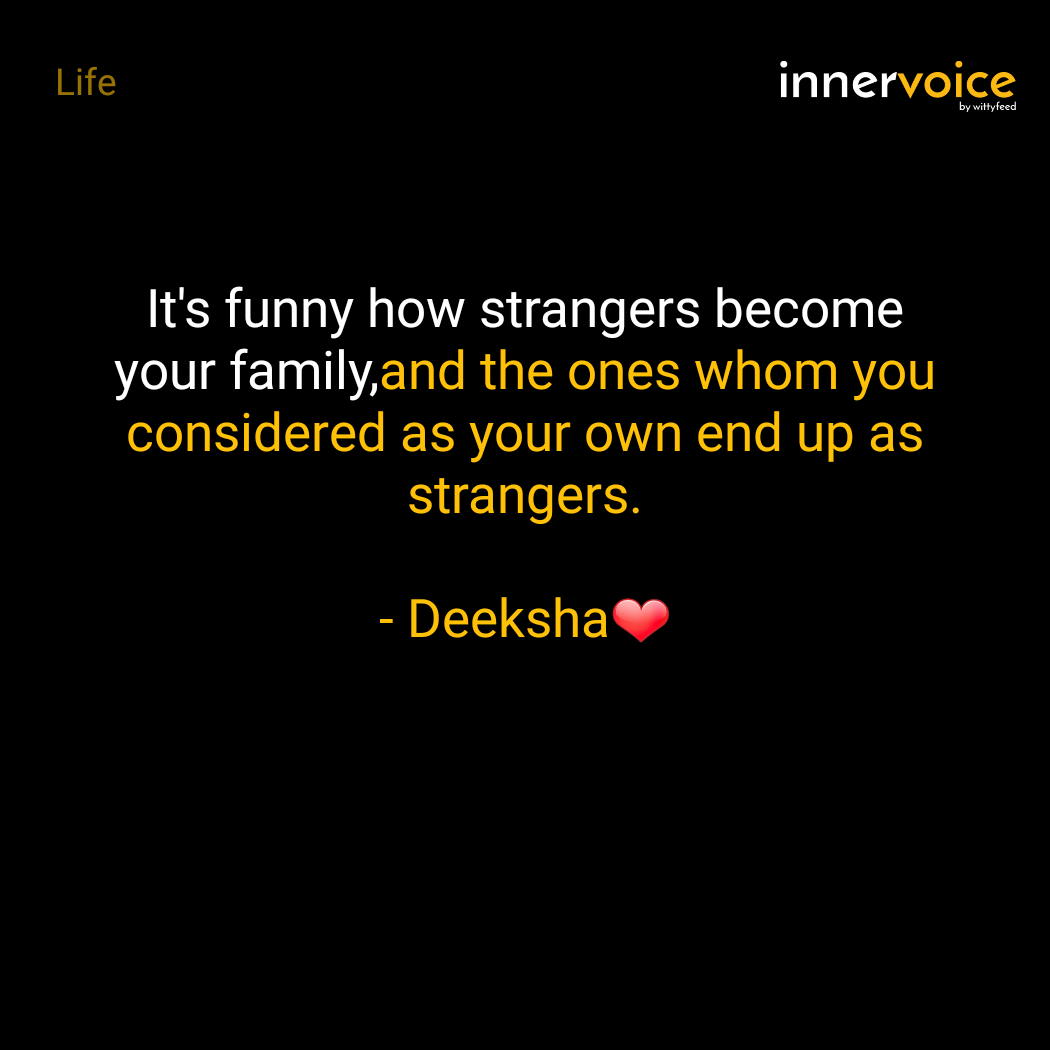 Life
innervoice
by wittyfeed
It's funny how strangers become
your family,and the ones whom you
considered as your own end up as
strangers.
- Deeksha❤